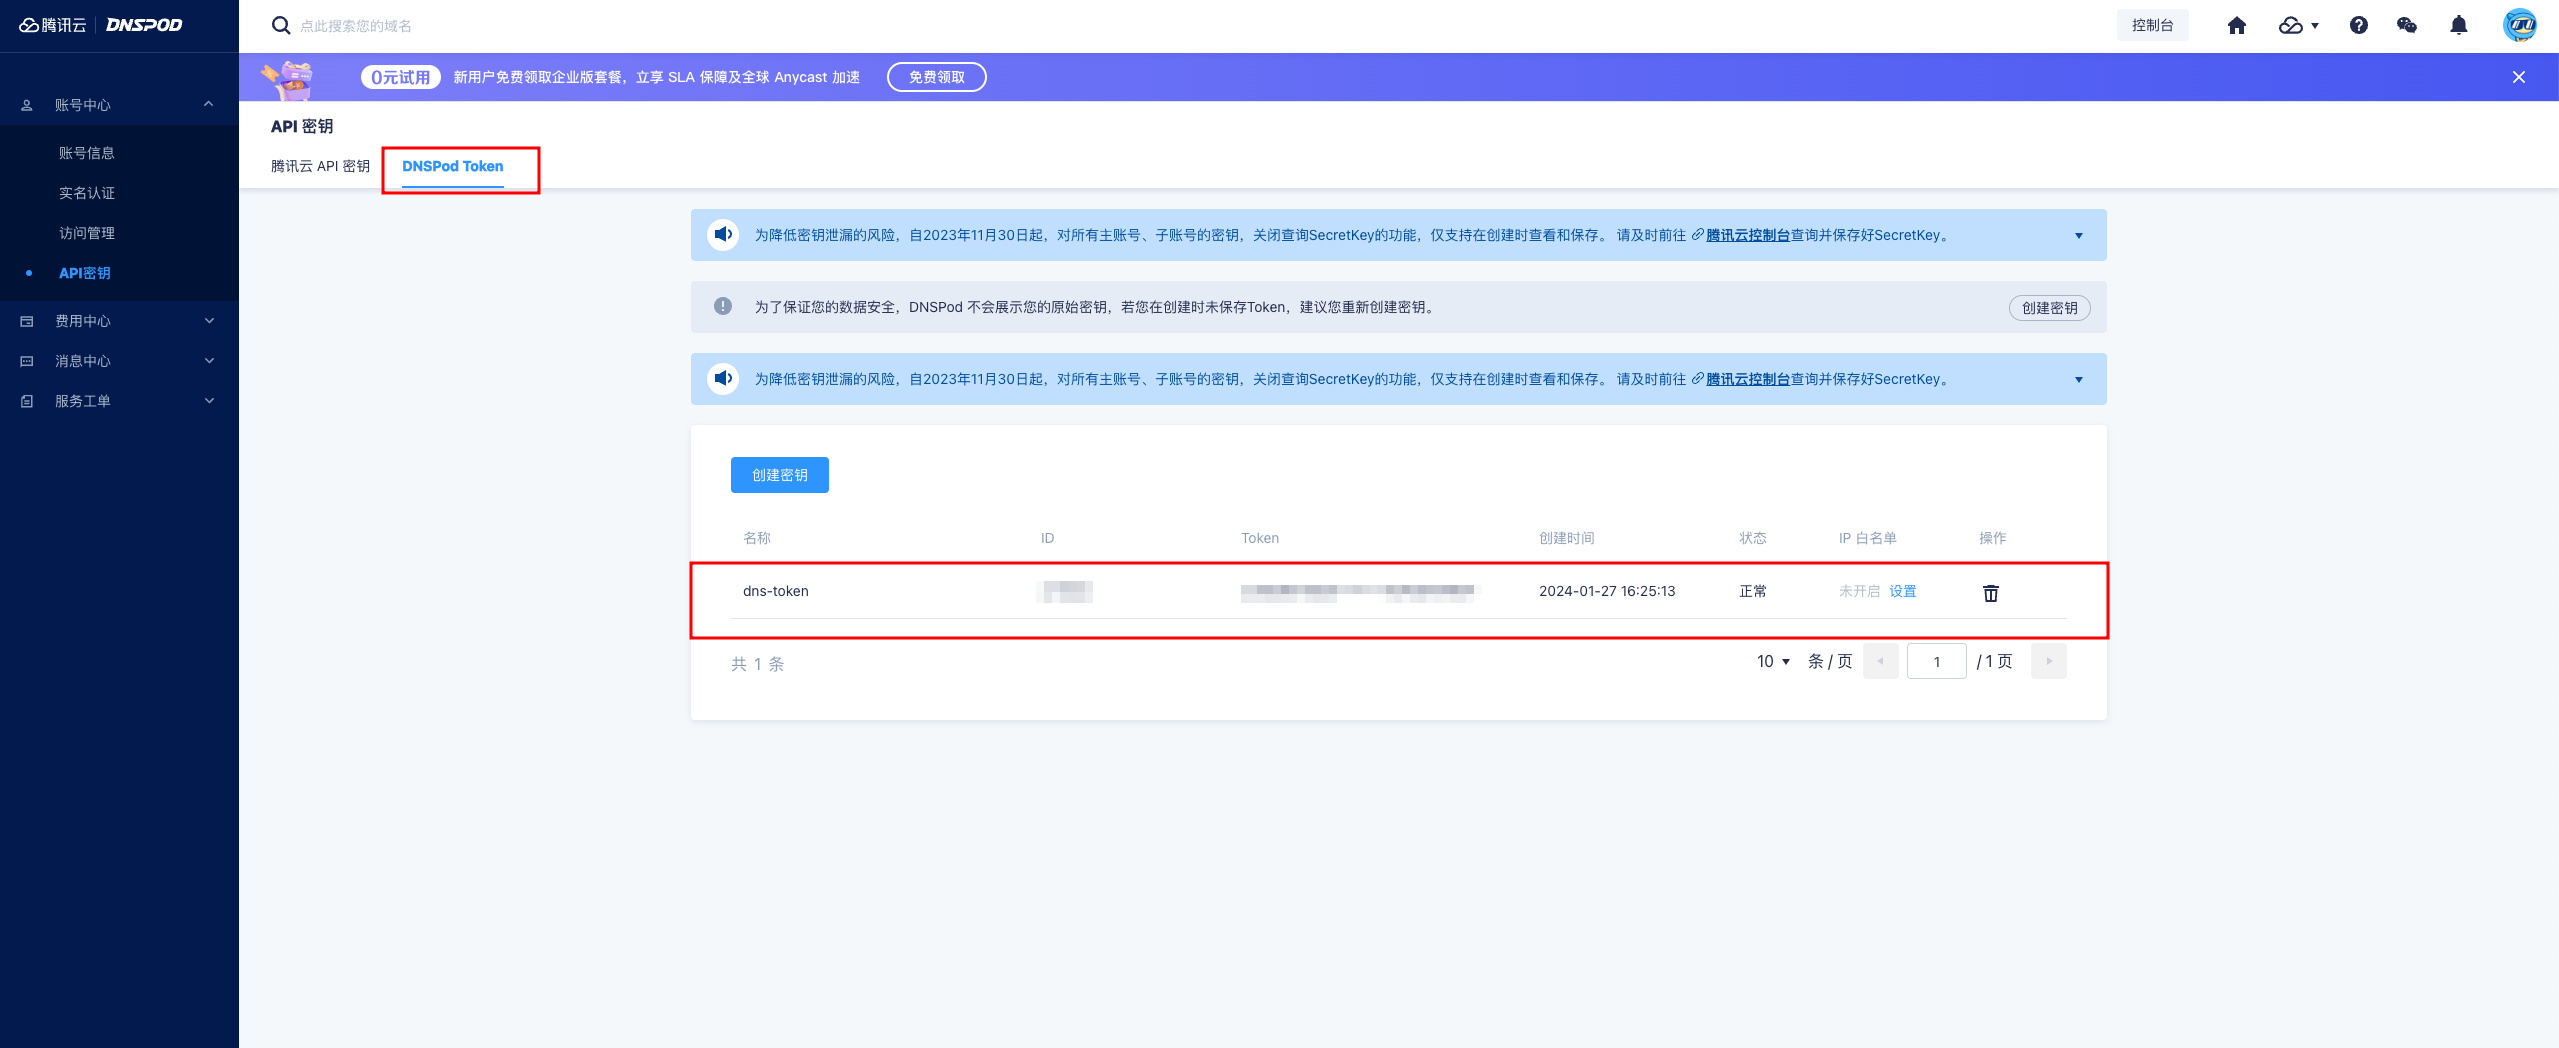 腾讯云 DNSPOD
点此搜索您的域名
控制台
0元试用 新用户免费领取企业版套餐，立享 SLA 保障及全球 Anycast 加速 免费领取
账号中心
账号信息
实名认证
访问管理
API密钥
费用中心
消息中心
服务工单
API 密钥
腾讯云 API 密钥 DNSPod Token
为降低密钥泄漏的风险，自2023年11月30日起，对所有主账号、子账号的密钥，关闭查询SecretKey的功能，仅支持在创建时查看和保存。 请及时前往 腾讯云控制台查询并保存好SecretKey。
为了保证您的数据安全，DNSPod 不会展示您的原始密钥，若您在创建时未保存Token，建议您重新创建密钥。 创建密钥
为降低密钥泄漏的风险，自2023年11月30日起，对所有主账号、子账号的密钥，关闭查询SecretKey的功能，仅支持在创建时查看和保存。 请及时前往 腾讯云控制台查询并保存好SecretKey。
创建密钥
名称 ID Token 创建时间 状态 IP 白名单 操作
dns-token 2024-01-27 16:25:13 正常 未开启 设置
共 1 条 10 条 / 页 1 / 1 页